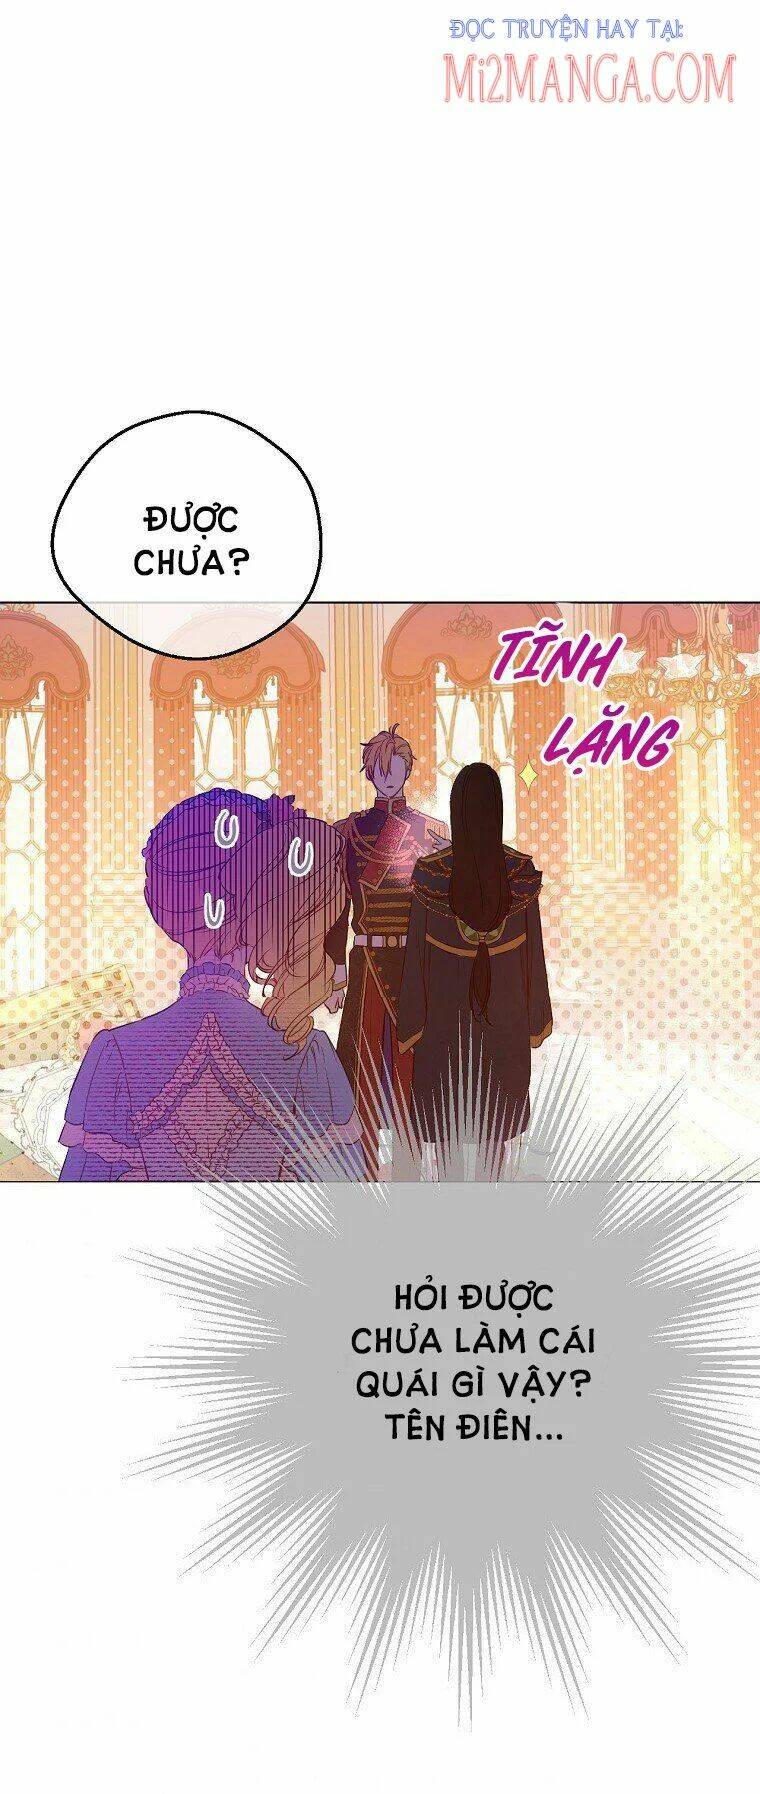 ĐỌC TRUYỆN HAY TẠI:
MI2MANGA.COM
ĐƯỢC
CHƯA?
TĨNH
LẶNG
HỎI ĐƯỢC
CHƯA LÀM CÁI
QUÁI GÌ VẬY?
TÊN ĐIÊN...